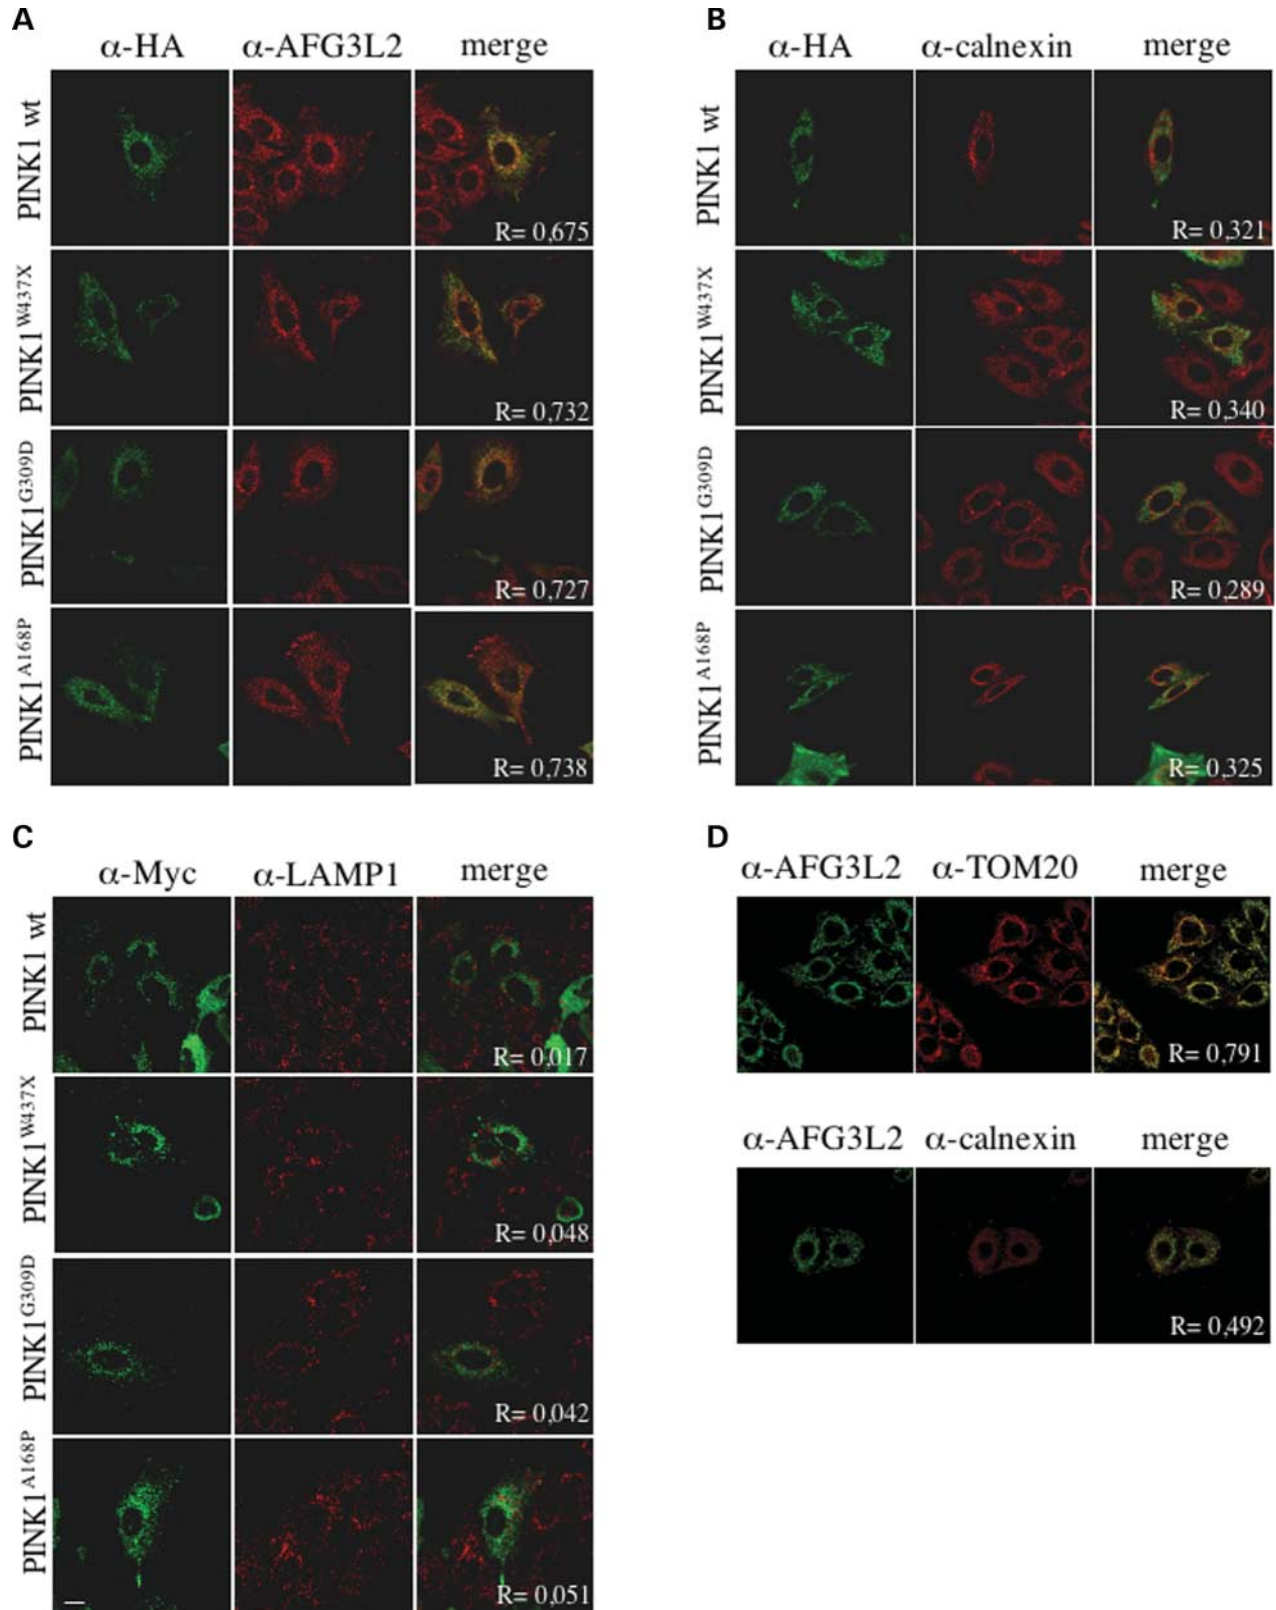 A
α-HA α-AFG3L2 merge
PINK1 wt
R= 0,675
PINK1 W437X
R= 0,732
PINK1 G309D
R= 0,727
PINK1 A168P
R= 0,738
B
α-HA α-calnexin merge
PINK1 wt
R= 0,321
PINK1 W437X
R= 0,340
PINK1 G309D
R= 0,289
PINK1 A168P
R= 0,325
C
α-Myc α-LAMP1 merge
PINK1 wt
R= 0,017
PINK1 W437X
R= 0,048
PINK1 G309D
R= 0,042
PINK1 A168P
R= 0,051
D
α-AFG3L2 α-TOM20 merge
R= 0,791
α-AFG3L2 α-calnexin merge
R= 0,492